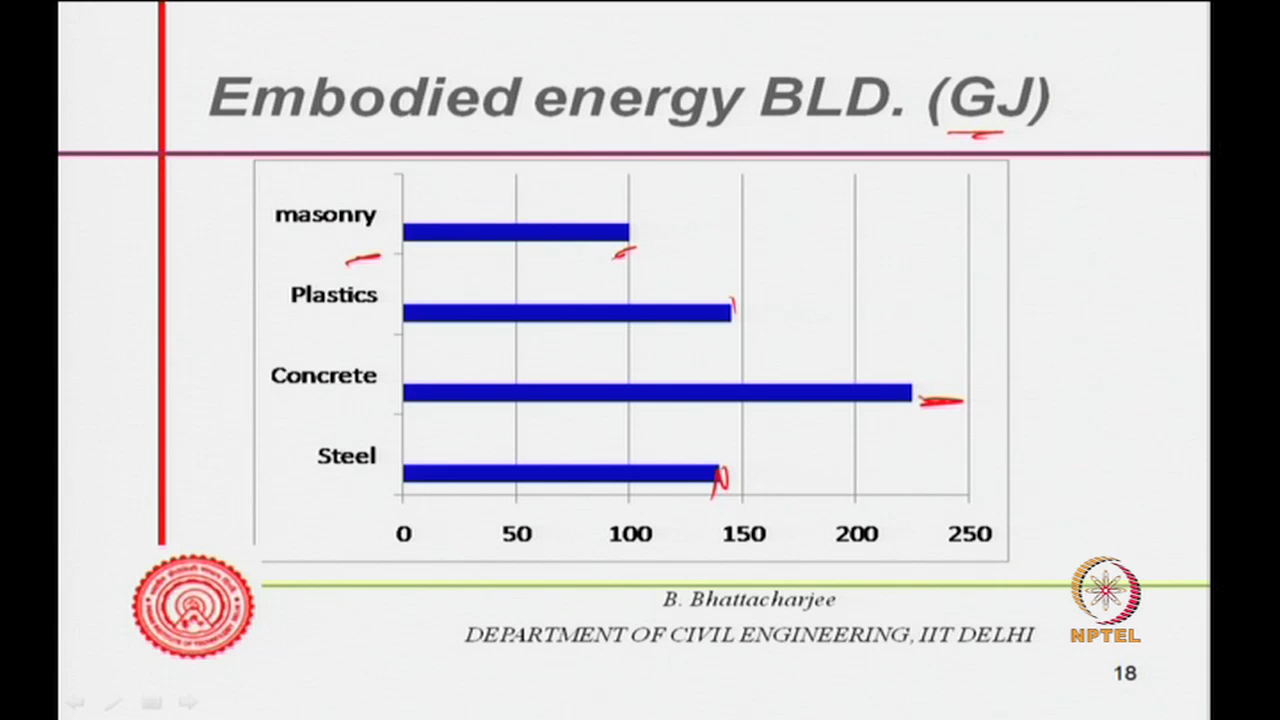 Embodied energy BLD. (GJ)
masonry
Plastics
Concrete
Steel
0 50 100 150 200 250
B. Bhattacharjee
DEPARTMENT OF CIVIL ENGINEERING, IIT DELHI
NPTEL
18